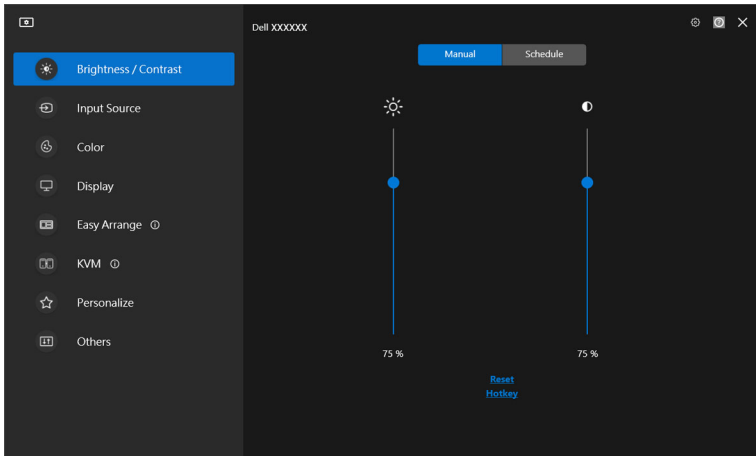 Dell XXXXXX
Manual
Schedule
Brightness / Contrast
Input Source
Color
Display
Easy Arrange
KVM
Personalize
Others
75 %
75 %
Reset
Hotkey